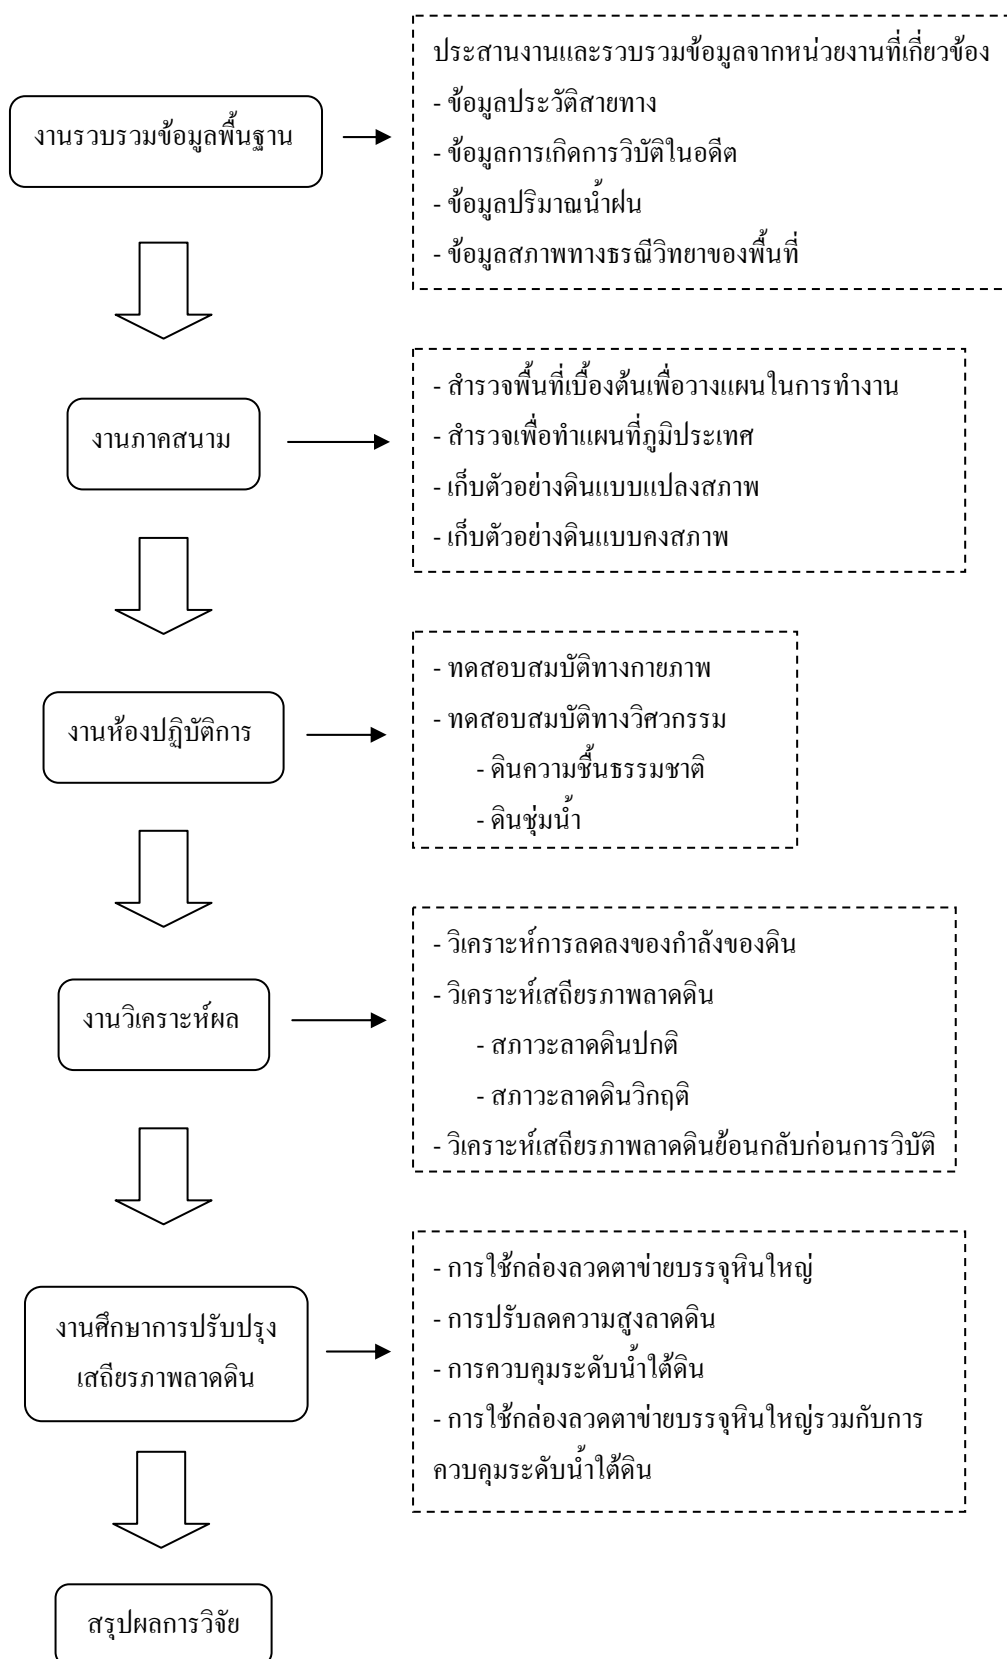 งานรวบรวมข้อมูลพื้นฐาน
ประสานงานและรวบรวมข้อมูลจากหน่วยงานที่เกี่ยวข้อง
- ข้อมูลประวัติสายทาง
- ข้อมูลการเกิดการวิบัติในอดีต
- ข้อมูลปริมาณน้ำฝน
- ข้อมูลสภาพทางธรณีวิทยาของพื้นที่
งานภาคสนาม
- สำรวจพื้นที่เบื้องต้นเพื่อวางแผนในการทำงาน
- สำรวจเพื่อทำแผนที่ภูมิประเทศ
- เก็บตัวอย่างดินแบบแปลงสภาพ
- เก็บตัวอย่างดินแบบคงสภาพ
งานห้องปฏิบัติการ
- ทดสอบสมบัติทางกายภาพ
- ทดสอบสมบัติทางวิศวกรรม
- ดินความชื้นธรรมชาติ
- ดินชุ่มน้ำ
งานวิเคราะห์ผล
- วิเคราะห์การลดลงของกำลังของดิน
- วิเคราะห์เสถียรภาพลาดดิน
- สภาวะลาดดินปกติ
- สภาวะลาดดินวิกฤติ
- วิเคราะห์เสถียรภาพลาดดินย้อนกลับก่อนการวิบัติ
งานศึกษาการปรับปรุง
เสถียรภาพลาดดิน
- การใช้กล่องลวดตาข่ายบรรจุหินใหญ่
- การปรับลดความสูงลาดดิน
- การควบคุมระดับน้ำใต้ดิน
- การใช้กล่องลวดตาข่ายบรรจุหินใหญ่รวมกับการ
ควบคุมระดับน้ำใต้ดิน
สรุปผลการวิจัย